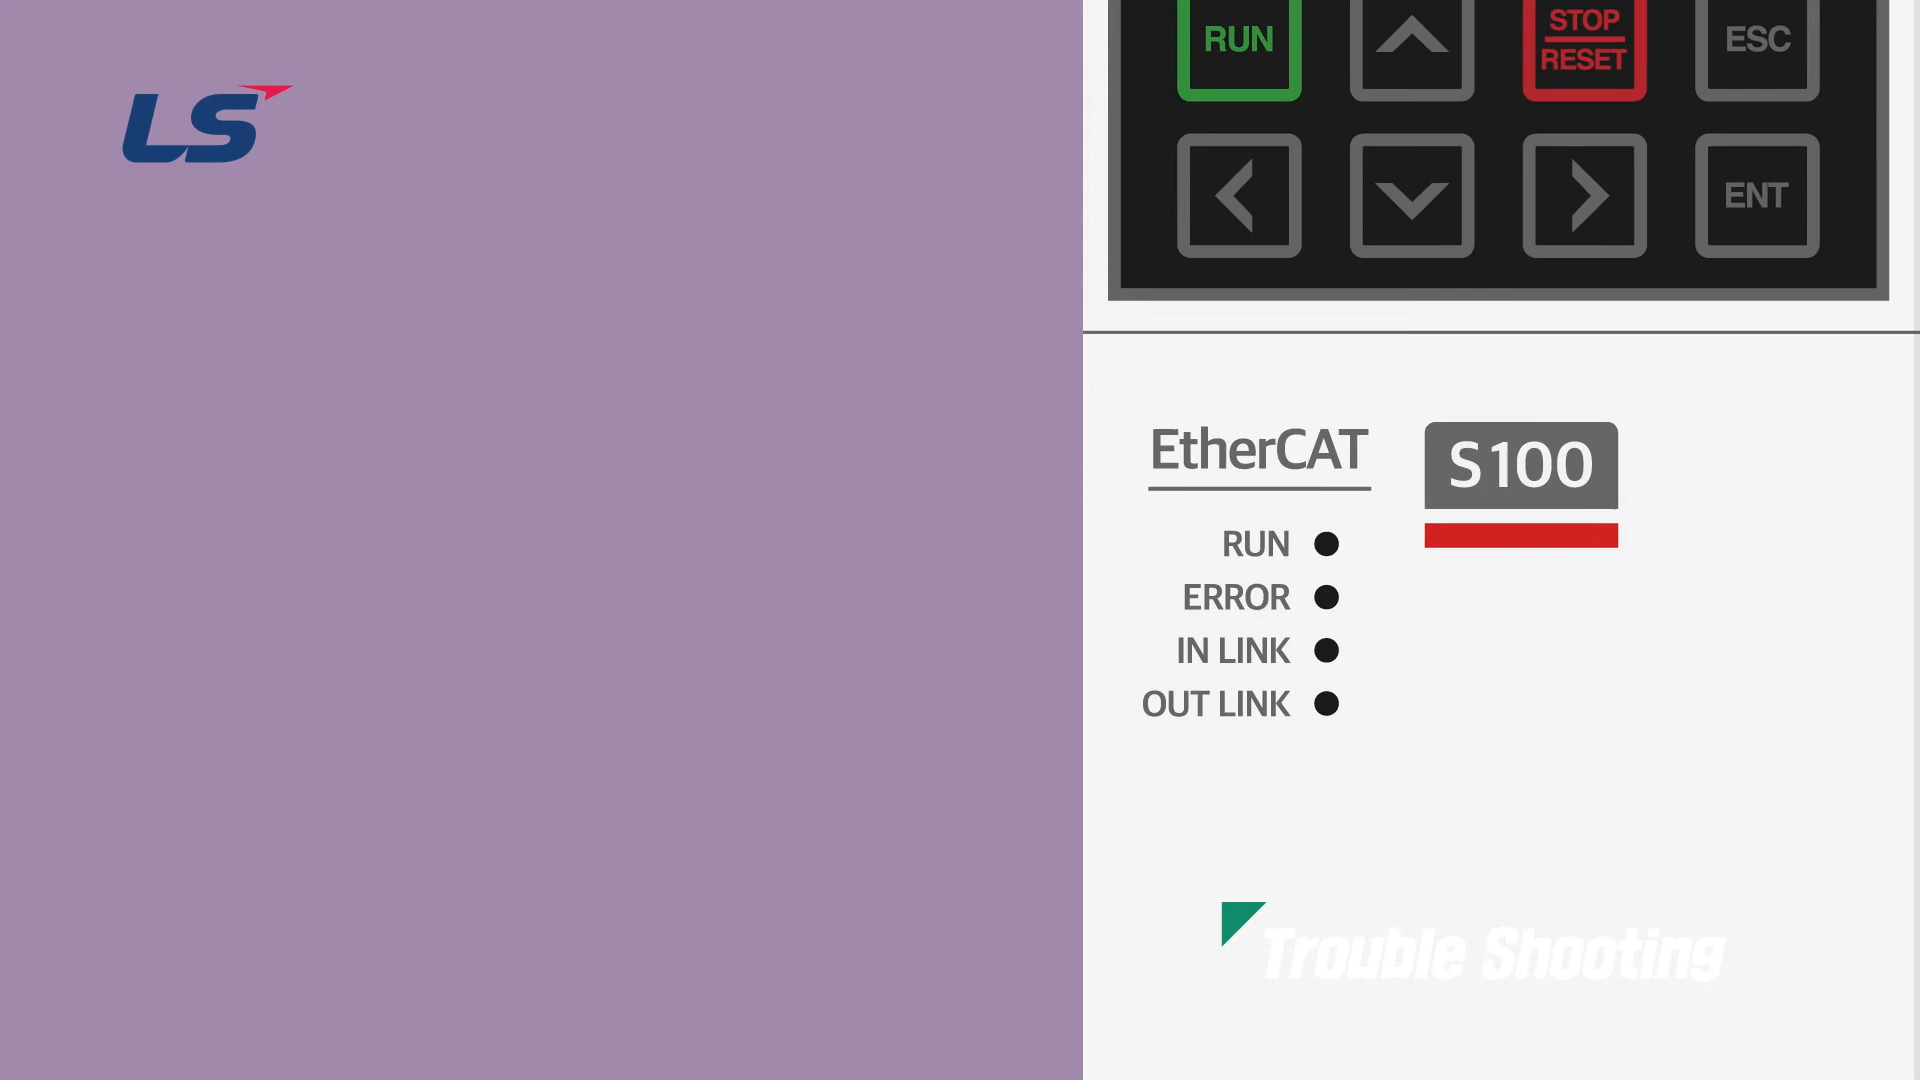 LS
RUN
STOP
RESET
ESC
ENT
EtherCAT
S100
RUN
ERROR
IN LINK
OUT LINK
Trouble Shooting